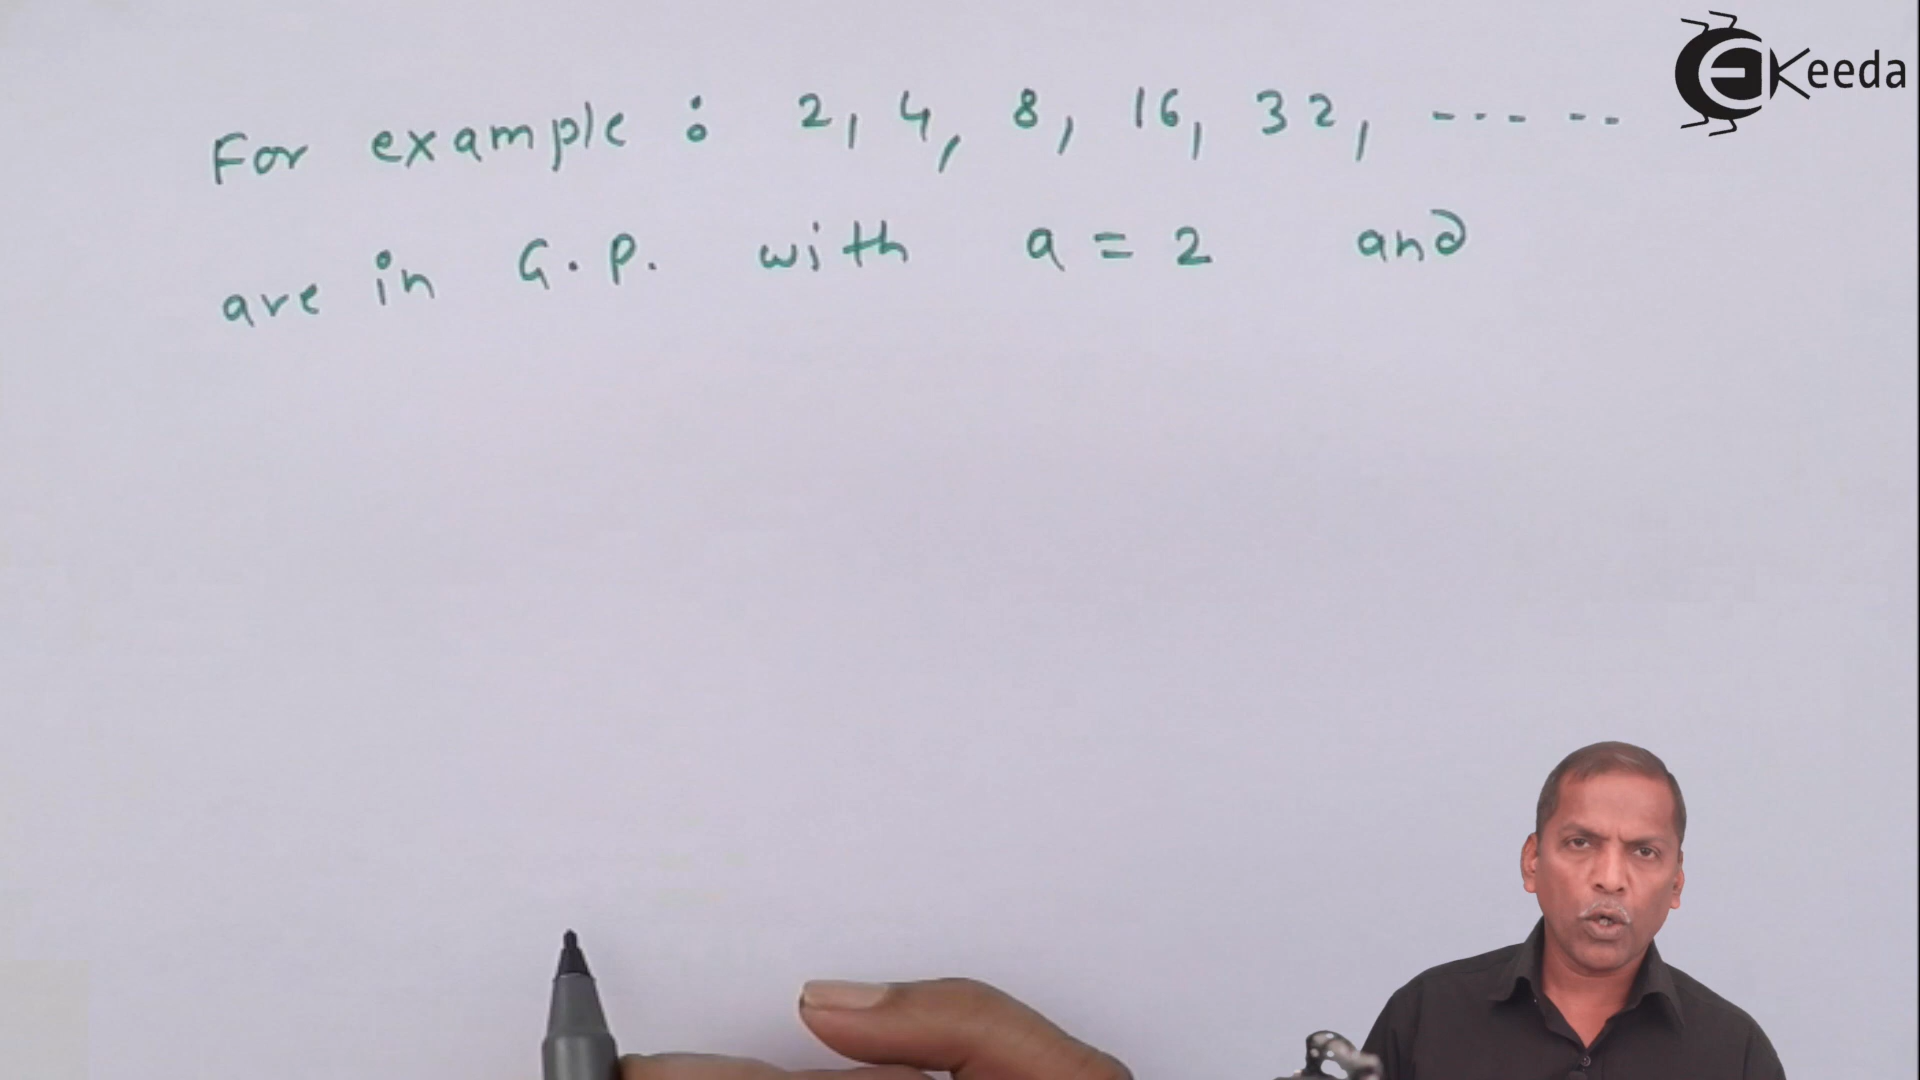 Keeda
For example : 2, 4, 8, 16, 32, ----- --
are in G.P. with a = 2 and